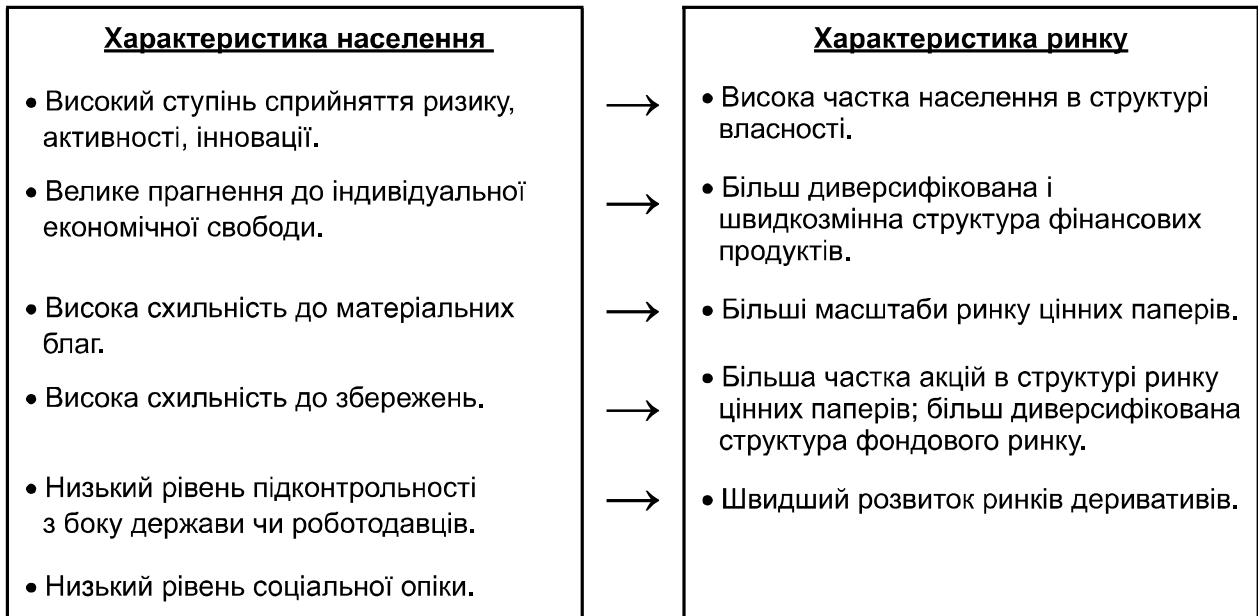 Характеристика населення
• Високий ступінь сприйняття ризику,
активності, інновації.
• Велике прагнення до індивідуальної
економічної свободи.
• Висока схильність до матеріальних
благ.
• Висока схильність до збережень.
• Низький рівень підконтрольності
з боку держави чи роботодавців.
• Низький рівень соціальної опіки.
→
→
→
→
→
Характеристика ринку
• Висока частка населення в структурі
власності.
• Більш диверсифікована і
швидкозмінна структура фінансових
продуктів.
• Більші масштаби ринку цінних паперів.
• Більша частка акцій в структурі ринку
цінних паперів; більш диверсифікована
структура фондового ринку.
• Швидший розвиток ринків деривативів.